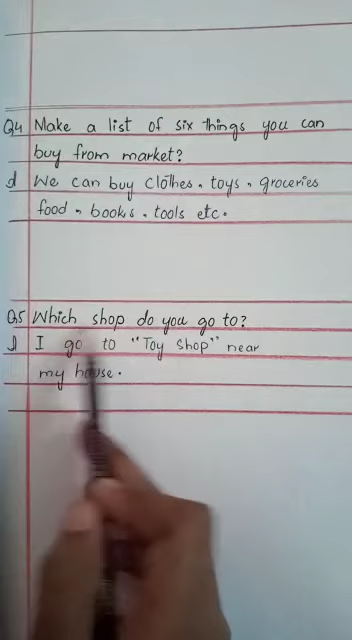 Q4 Make a list of six things you can
buy from market?
d We can buy clothes, toys, groceries
food, books, tools etc.
Q5 Which shop do you go to?
d I go to "Toy shop" near
my house.